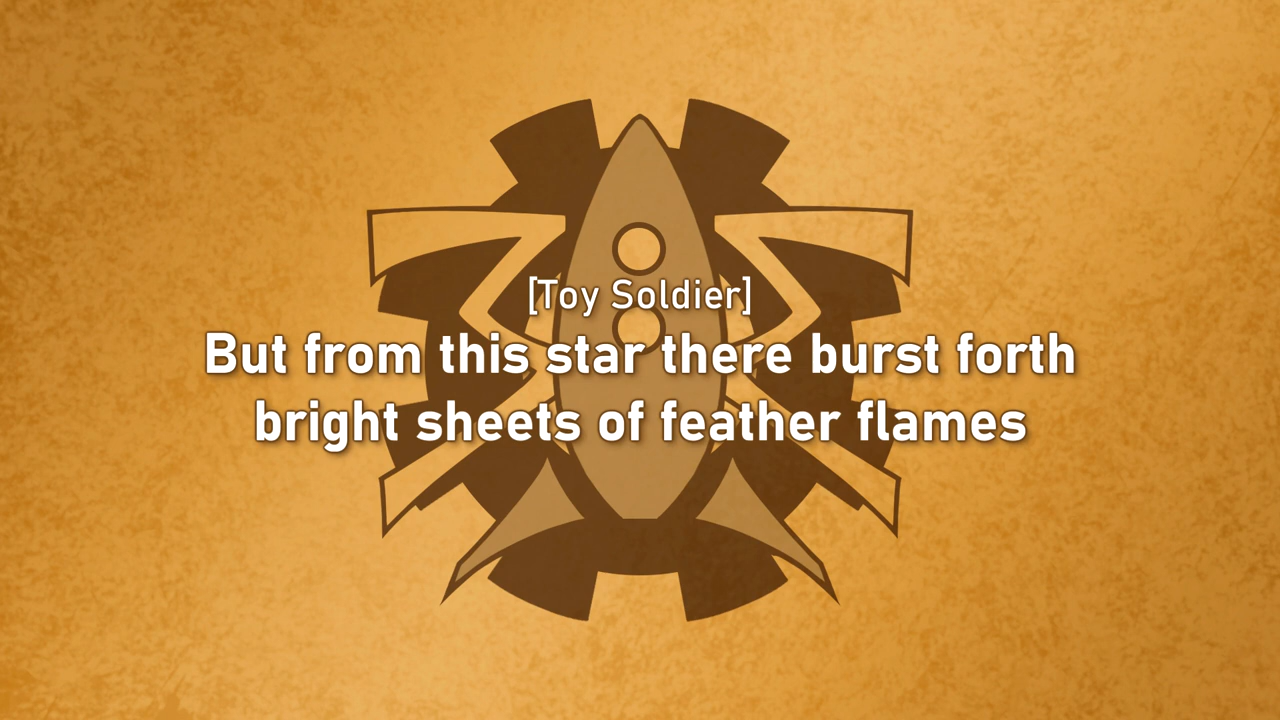 [Toy Soldier]
But from this star there burst forth
bright sheets of feather flames